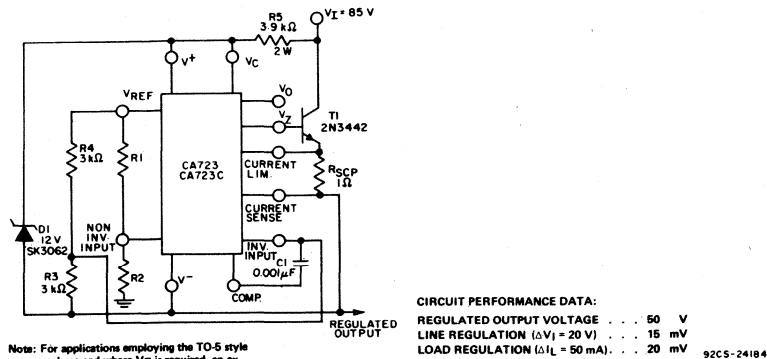 VI = 85 V
R5
3.9 kΩ
2 W
V+
VC
VREF
VO
VZ
T1
2N3442
R4
3 kΩ
R1
CA723
CA723C
CURRENT
LIM.
RSCP
1Ω
CURRENT
SENSE
D1
12 V
SK3062
NON
INV.
INPUT
INV.
INPUT
C1
0.001µF
R3
3 kΩ
R2
V−
COMP.
REGULATED
OUTPUT
CIRCUIT PERFORMANCE DATA:
REGULATED OUTPUT VOLTAGE . . . 50 V
LINE REGULATION (ΔVI = 20 V) . . . . 15 mV
LOAD REGULATION (ΔIL = 50 mA). . . . 20 mV
92CS-24184
Note: For applications employing the TO-5 style